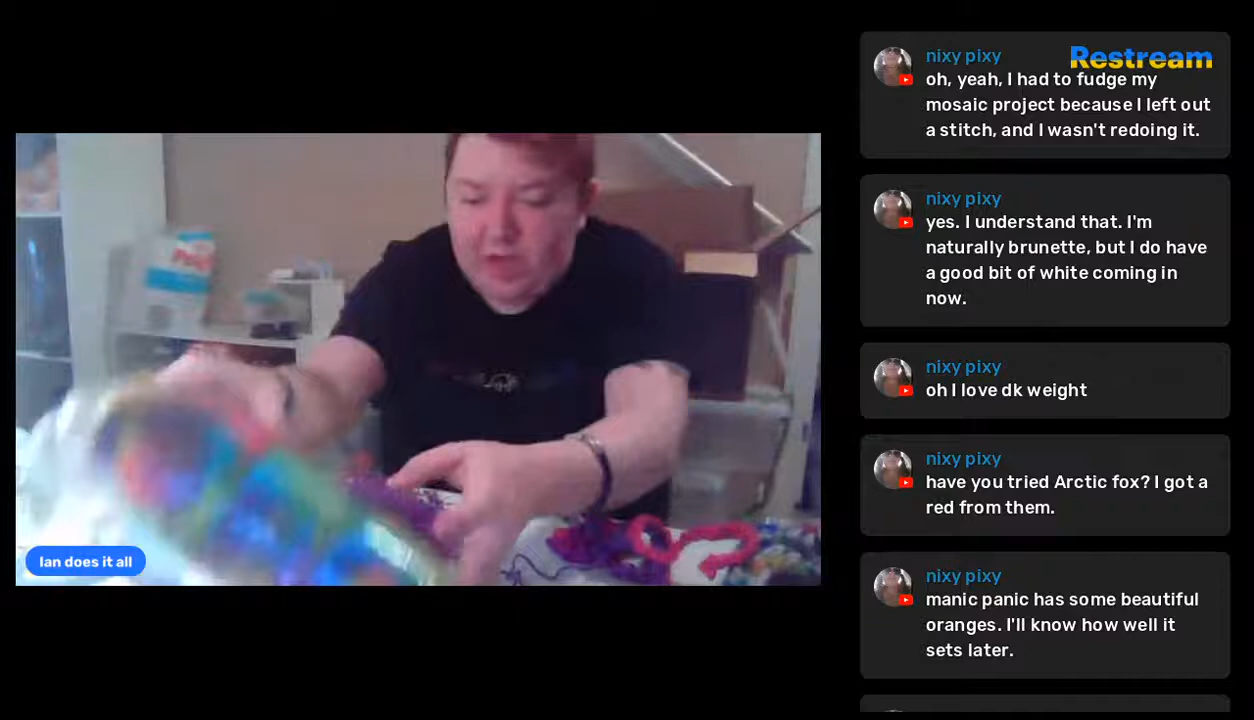 Restream
nixy pixy
oh, yeah, I had to fudge my
mosaic project because I left out
a stitch, and I wasn't redoing it.
nixy pixy
yes. I understand that. I'm
naturally brunette, but I do have
a good bit of white coming in
now.
nixy pixy
oh I love dk weight
nixy pixy
have you tried Arctic fox? I got a
red from them.
nixy pixy
manic panic has some beautiful
oranges. I'll know how well it
sets later.
Ian does it all